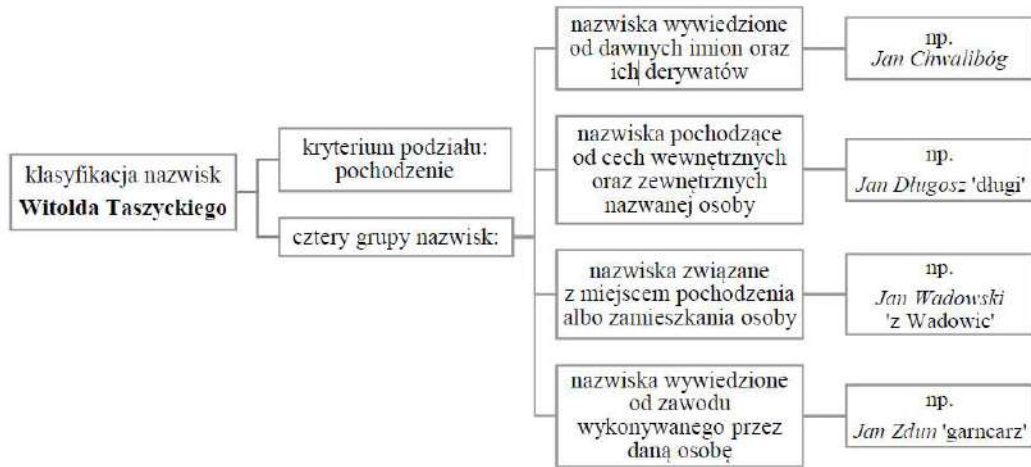 klasyfikacja nazwisk
Witolda Taszyckiego
kryterium podziału:
pochodzenie
cztery grupy nazwisk:
nazwiska wywiedzione
od dawnych imion oraz
ich derywatów
np.
Jan Chwalibóg
nazwiska pochodzące
od cech wewnętrznych
oraz zewnętrznych
nazwanej osoby
np.
Jan Długosz 'długi'
nazwiska związane
z miejscem pochodzenia
albo zamieszkania osoby
np.
Jan Wadowski
'z Wadowic'
nazwiska wywiedzione
od zawodu
wykonywanego przez
daną osobę
np.
Jan Zdun 'garncarz'